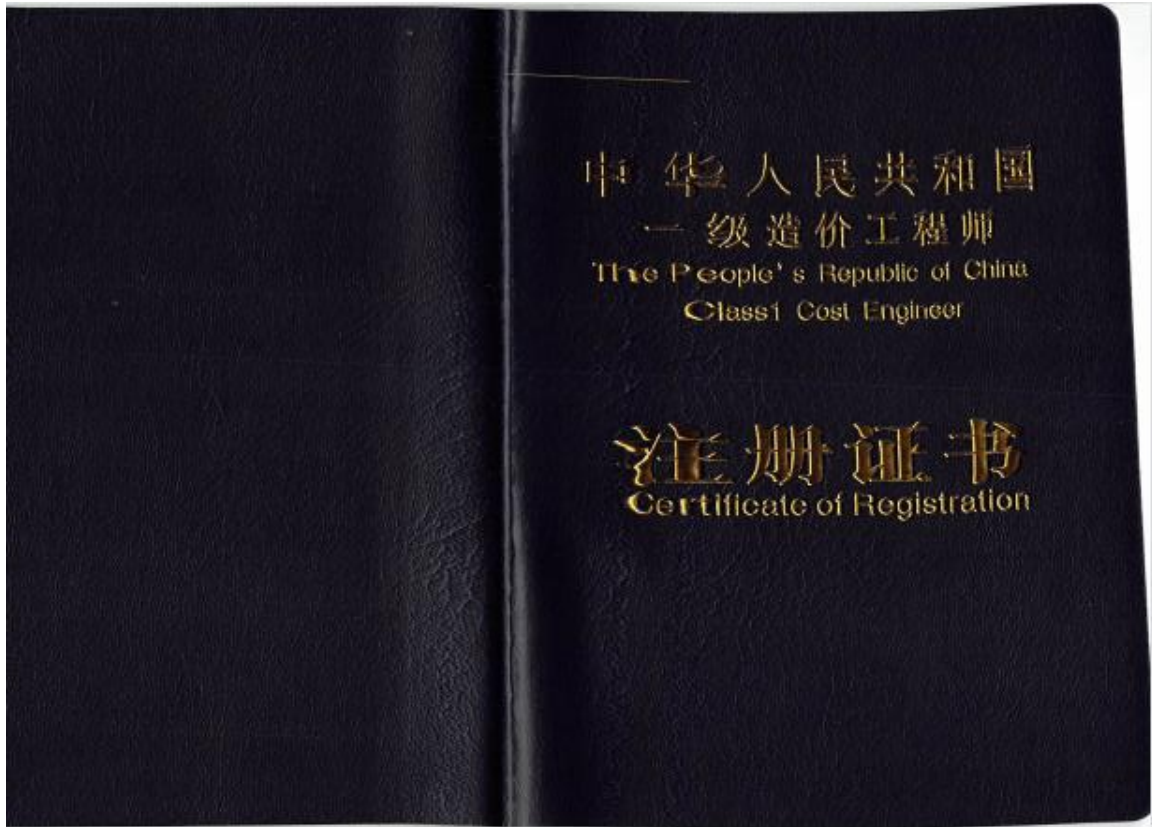 中华人民共和国
一级造价工程师
The People's Republic of China
Class1 Cost Engineer
注册证书
Certificate of Registration